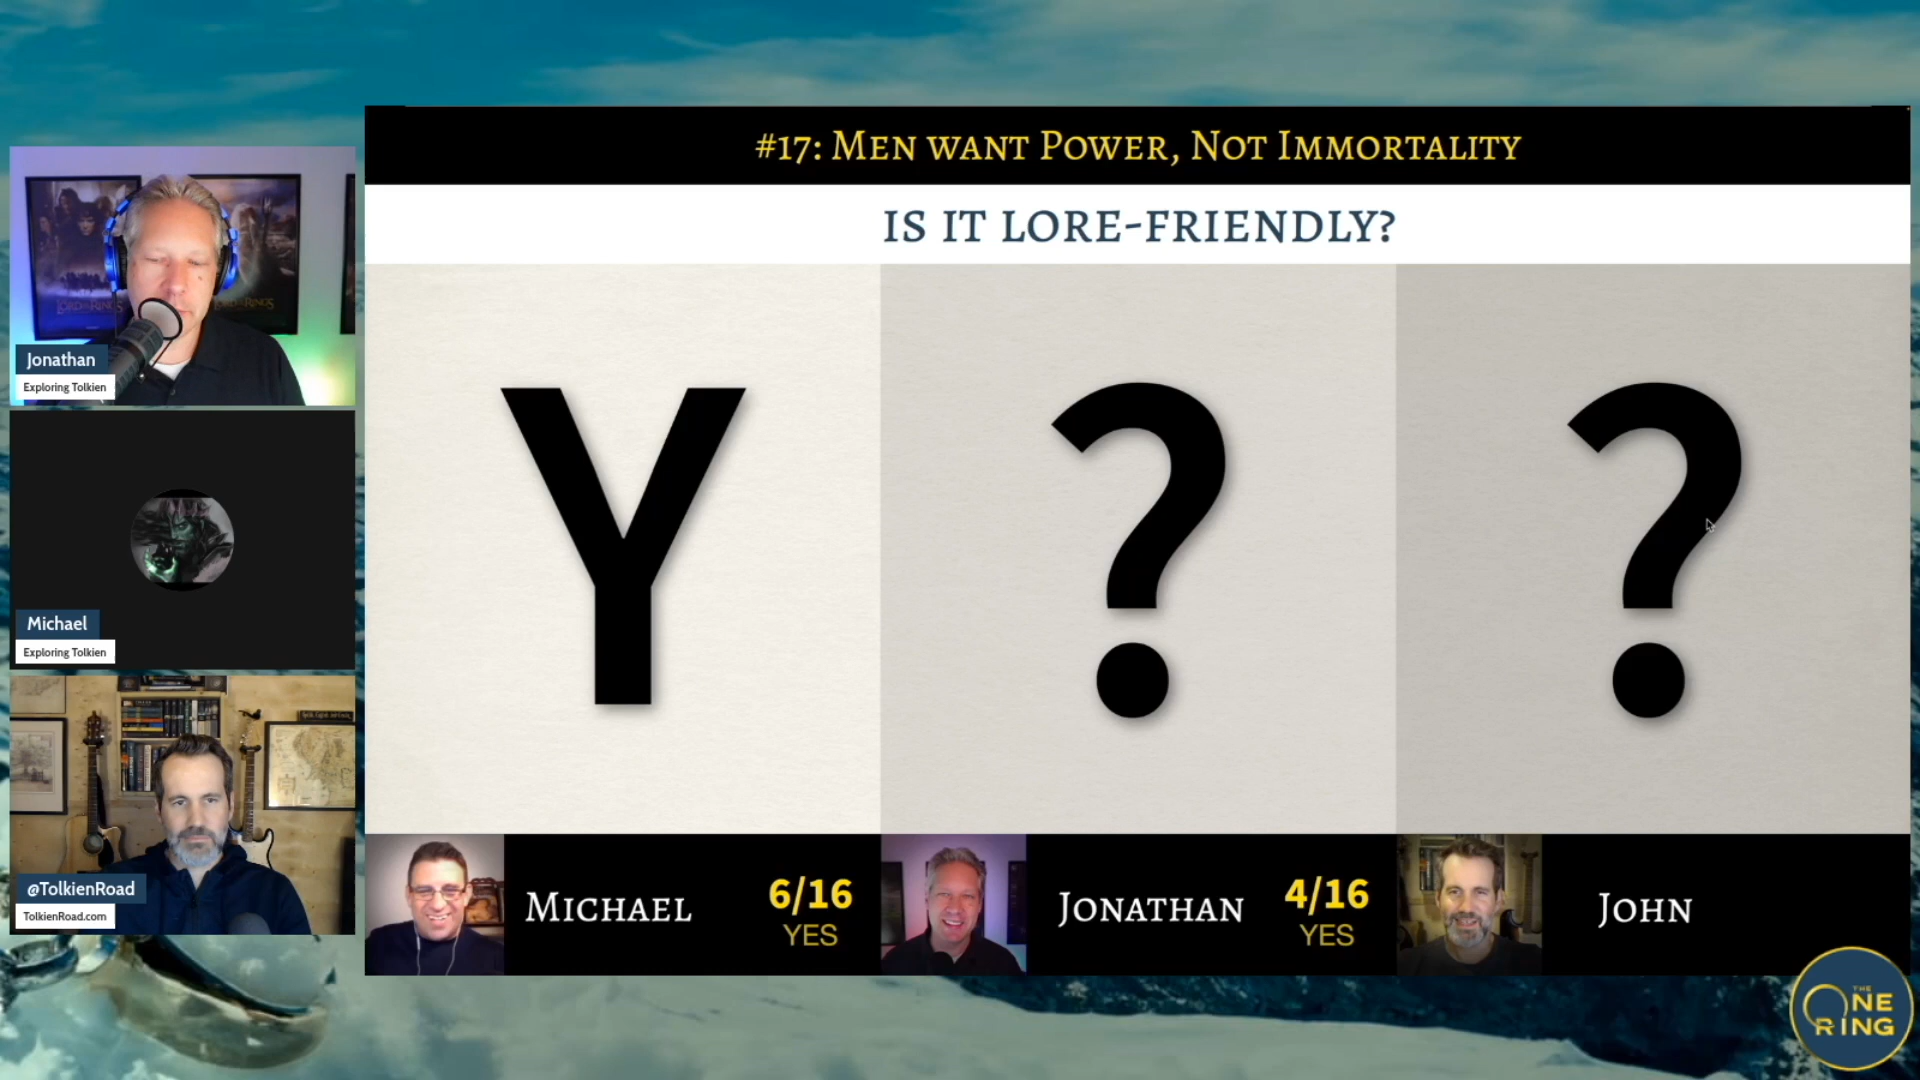 #17: Men want Power, Not Immortality
IS IT LORE-FRIENDLY?
Y
?
?
Jonathan
Exploring Tolkien
Michael
Exploring Tolkien
@TolkienRoad
TolkienRoad.com
Michael
6/16
YES
Jonathan
4/16
YES
John
THE
ONE
RING